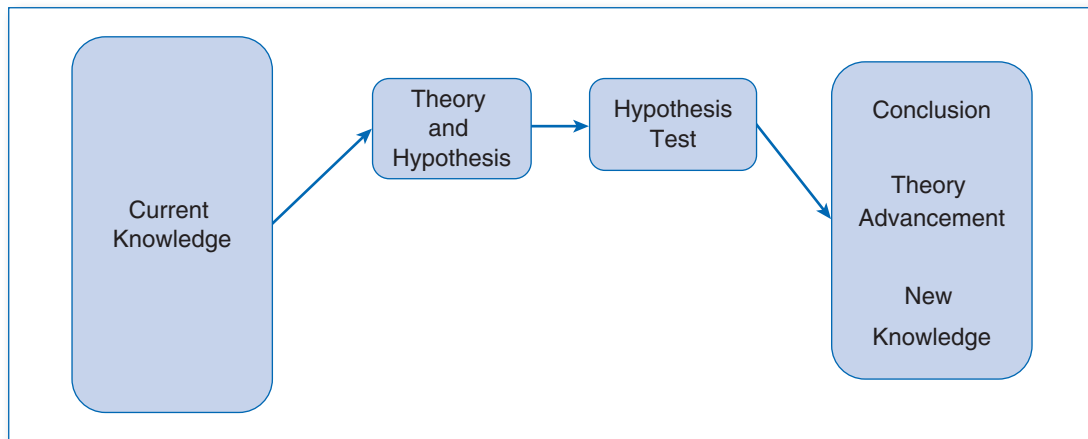 Current
Knowledge
Theory
and
Hypothesis
Hypothesis
Test
Conclusion
Theory
Advancement
New
Knowledge